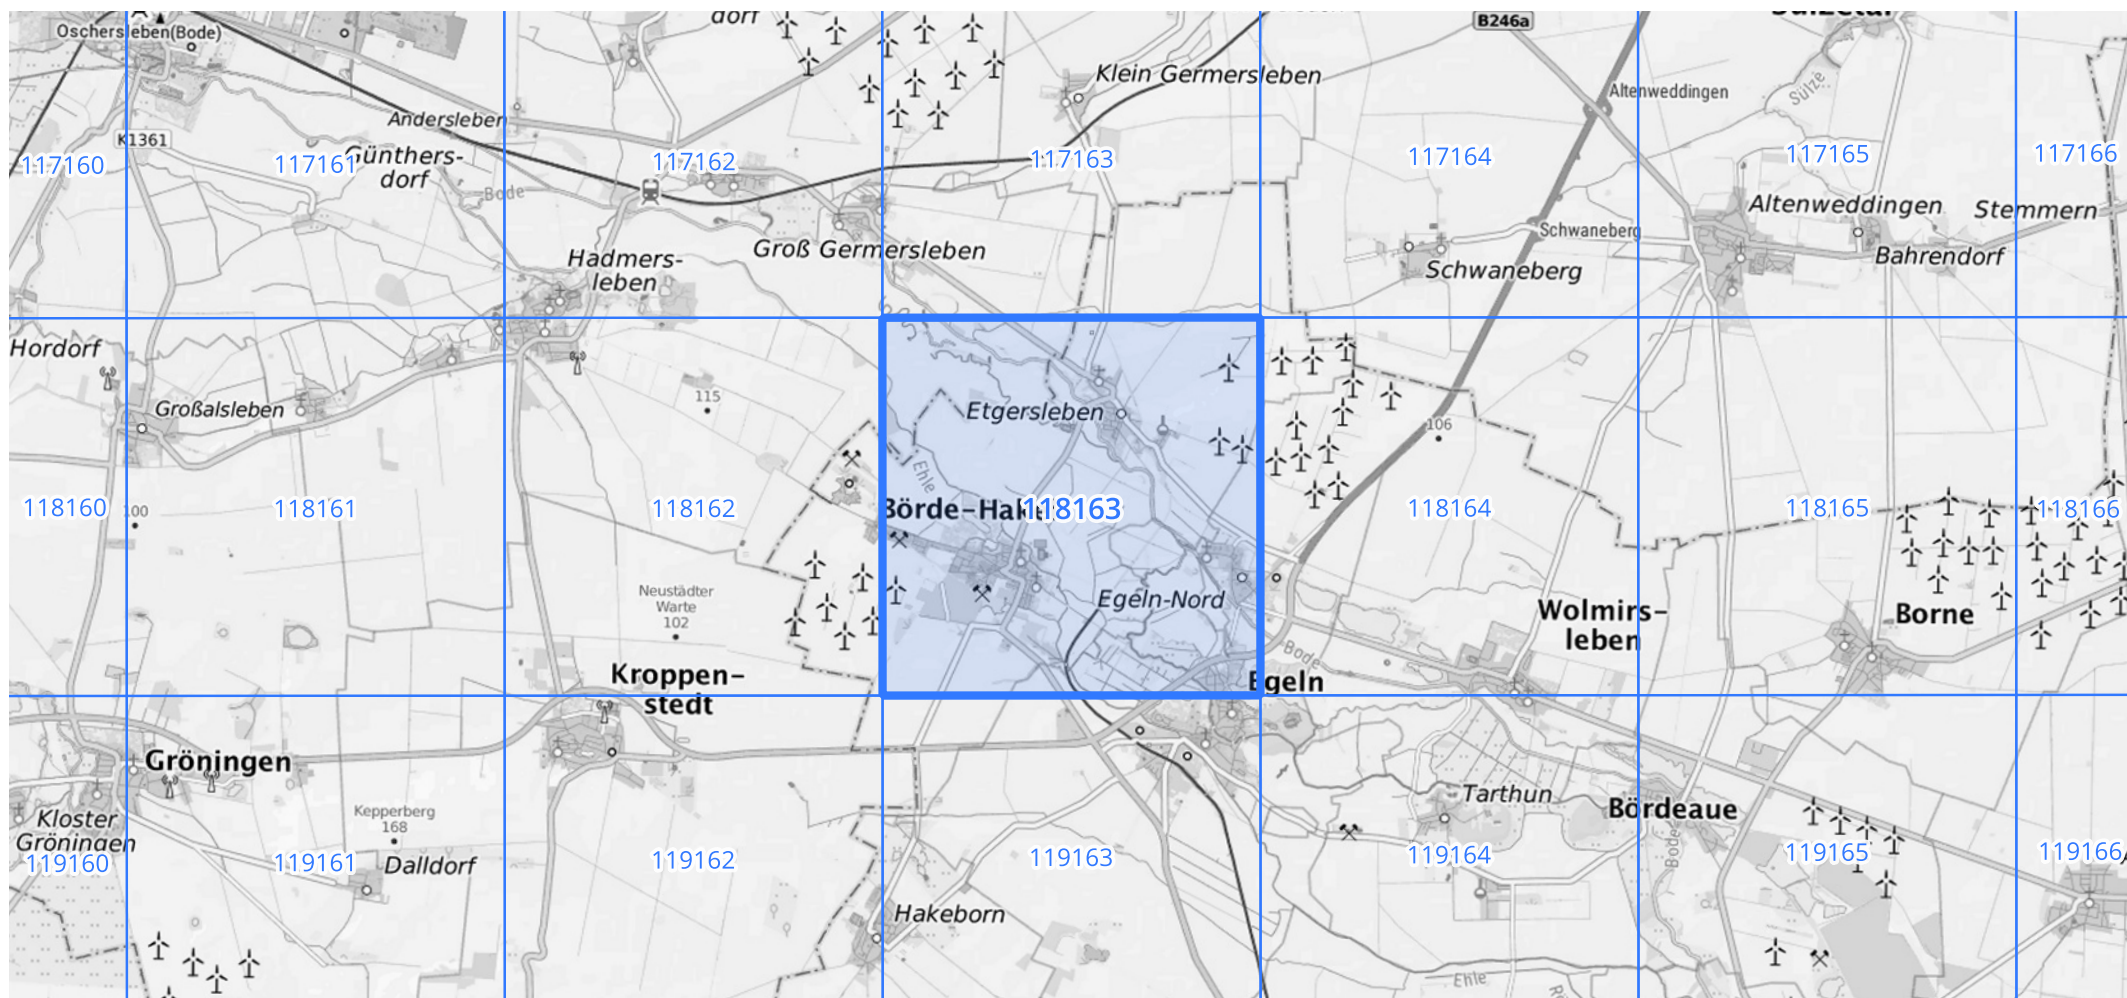 dorf
B246a
Oschersleben(Bode)
Klein Germersleben
Altenweddingen
Sülze
Andersleben
K1361
117160
117161
Günthers-
dorf
117162
117163
117164
117165
117166
Bode
Altenweddingen
Stemmern
Schwaneberg
Groß Germersleben
Hadmers-
leben
Schwaneberg
Bahrendorf
Hordorf
Großalsleben
115
Etgersleben
106
Ehle
118160
100
118161
118162
Börde-Hake
118163
118164
118165
118166
Neustädter
Warte
102
Egeln-Nord
Wolmirs-
leben
Borne
Bode
Kroppen-
stedt
Egeln
Gröningen
Kloster
Gröningen
Kepperberg
168
Tarthun
Bördeaue
Bode
119160
119161
Dalldorf
119162
119163
119164
119165
119166
Hakeborn
Ehle